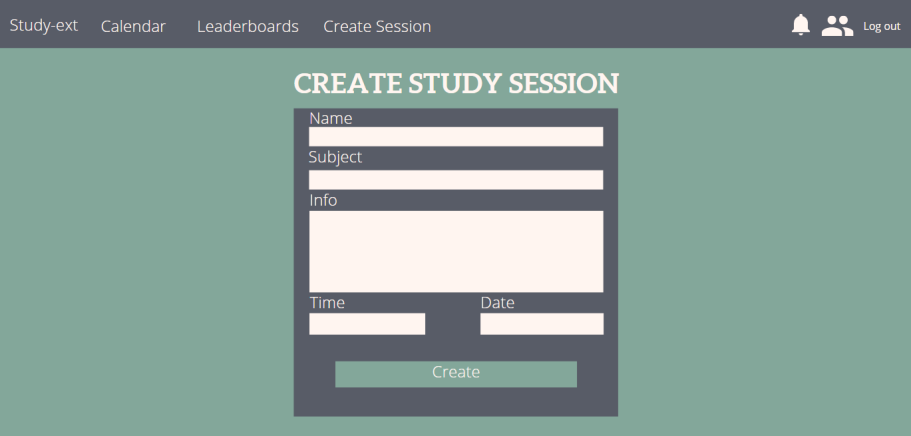 Study-ext Calendar Leaderboards Create Session Log out
CREATE STUDY SESSION
Name
Subject
Info
Time Date
Create